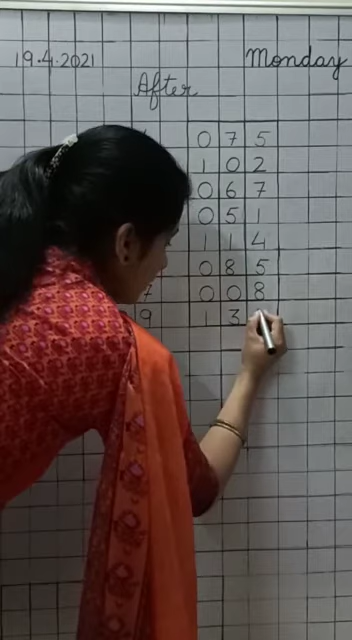 19.4.2021 Monday
After
0 7 5
1 0 2
0 6 7
0 5 1
1 1 4
0 8 5
7 0 0 8
9 1 3